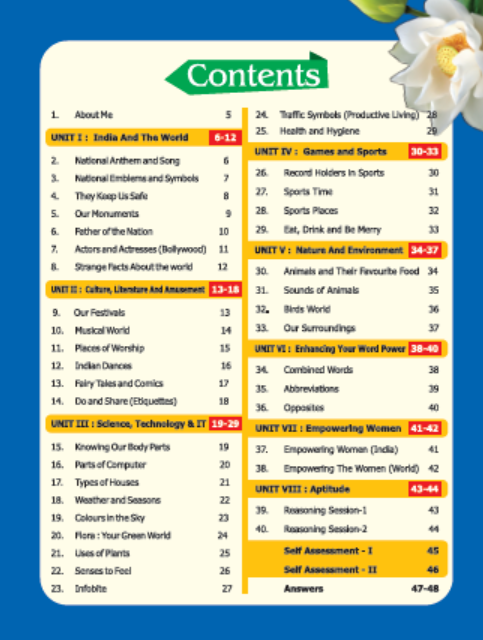 Contents
1. About Me 5
UNIT I : India And The World 6-12
2. National Anthem and Song 6
3. National Emblems and Symbols 7
4. They Keep Us Safe 8
5. Our Monuments 9
6. Father of the Nation 10
7. Actors and Actresses (Bollywood) 11
8. Strange Facts About the world 12
UNIT II : Culture, Literature And Amusement 13-18
9. Our Festivals 13
10. Musical World 14
11. Places of Worship 15
12. Indian Dances 16
13. Fairy Tales and Comics 17
14. Do and Share (Etiquettes) 18
UNIT III : Science, Technology & IT 19-29
15. Knowing Our Body Parts 19
16. Parts of Computer 20
17. Types of Houses 21
18. Weather and Seasons 22
19. Colours in the Sky 23
20. Flora : Your Green World 24
21. Uses of Plants 25
22. Senses to Feel 26
23. Infobite 27
24. Traffic Symbols (Productive Living) 28
25. Health and Hygiene 29
UNIT IV : Games and Sports 30-33
26. Record Holders in Sports 30
27. Sports Time 31
28. Sports Places 32
29. Eat, Drink and Be Merry 33
UNIT V : Nature And Environment 34-37
30. Animals and Their Favourite Food 34
31. Sounds of Animals 35
32. Birds World 36
33. Our Surroundings 37
UNIT VI : Enhancing Your Word Power 38-40
34. Combined Words 38
35. Abbreviations 39
36. Opposites 40
UNIT VII : Empowering Women 41-42
37. Empowering Women (India) 41
38. Empowering The Women (World) 42
UNIT VIII : Aptitude 43-44
39. Reasoning Session-1 43
40. Reasoning Session-2 44
Self Assessment - I 45
Self Assessment - II 46
Answers 47-48